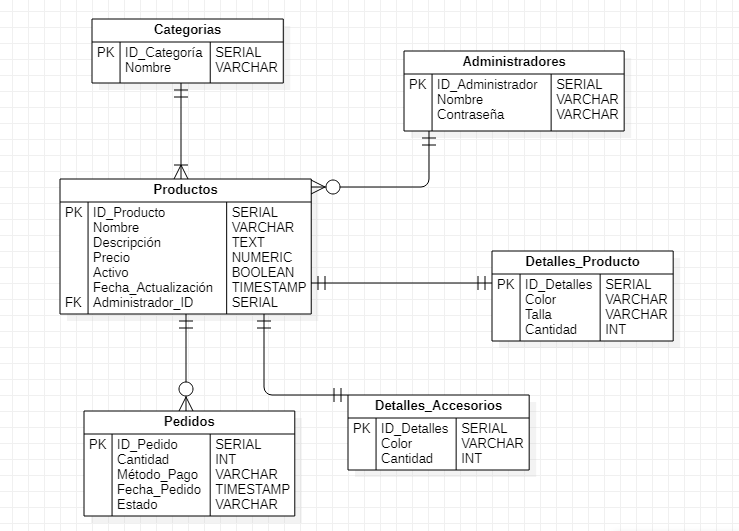 Categorias
PK ID_Categoría SERIAL
Nombre VARCHAR
Administradores
PK ID_Administrador SERIAL
Nombre VARCHAR
Contraseña VARCHAR
Productos
PK ID_Producto SERIAL
Nombre VARCHAR
Descripción TEXT
Precio NUMERIC
Activo BOOLEAN
Fecha_Actualización TIMESTAMP
FK Administrador_ID SERIAL
Detalles_Producto
PK ID_Detalles SERIAL
Color VARCHAR
Talla VARCHAR
Cantidad INT
Detalles_Accesorios
PK ID_Detalles SERIAL
Color VARCHAR
Cantidad INT
Pedidos
PK ID_Pedido SERIAL
Cantidad INT
Método_Pago VARCHAR
Fecha_Pedido TIMESTAMP
Estado VARCHAR